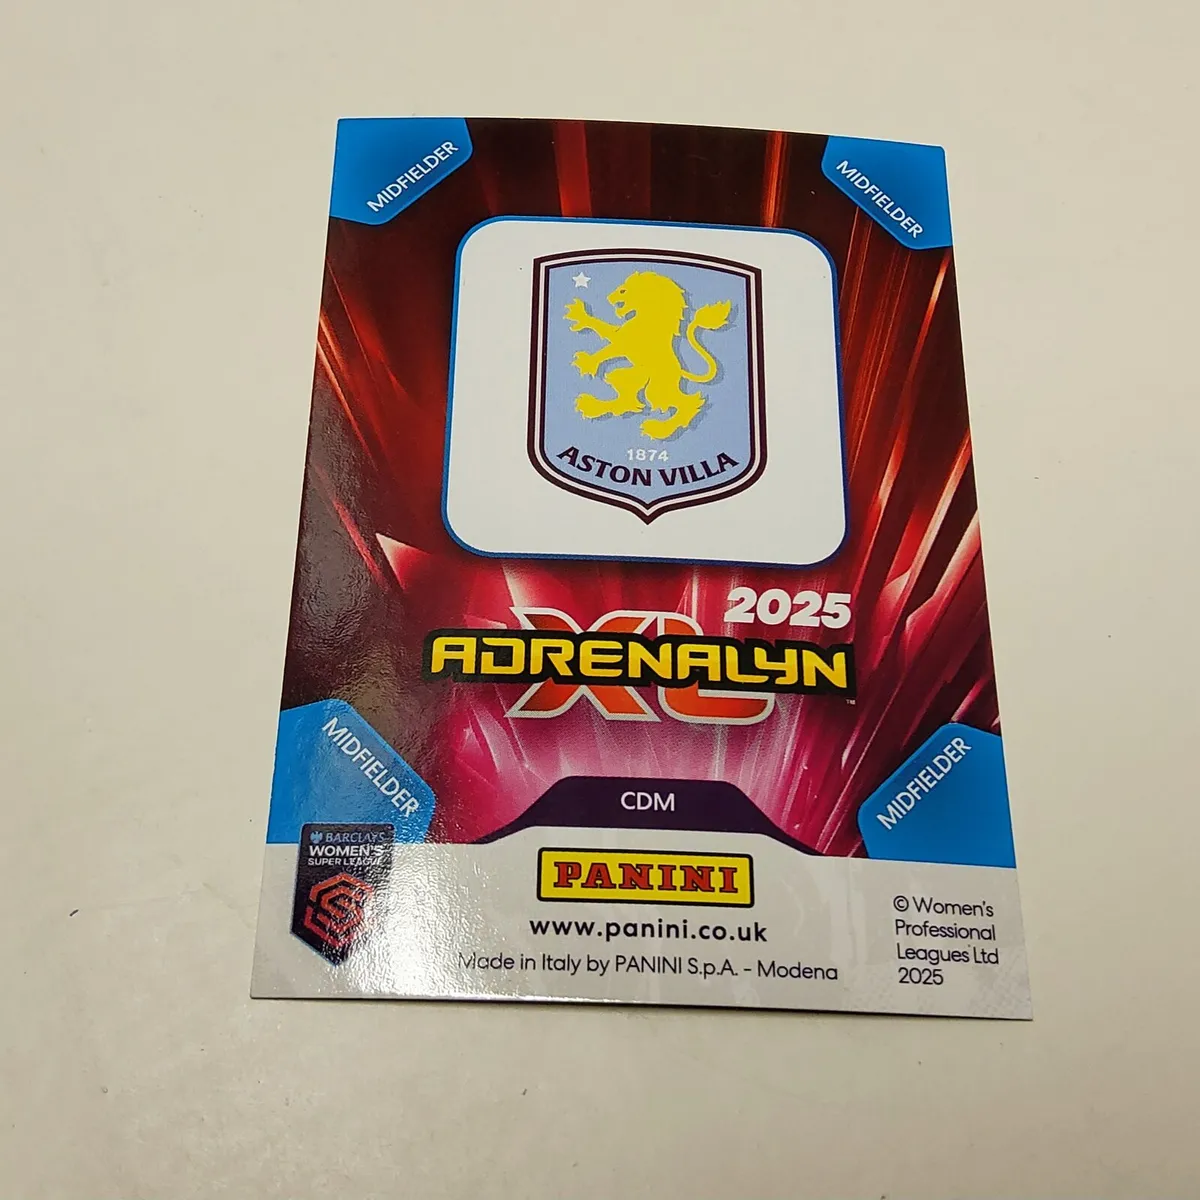 MIDFIELDER
MIDFIELDER
1874
ASTON VILLA
2025
ADRENALYN
XL
™
MIDFIELDER
MIDFIELDER
CDM
BARCLAYS
WOMEN'S
SUPER LEAGUE
PANINI
www.panini.co.uk
Made in Italy by PANINI S.p.A. - Modena
© Women's
Professional
Leagues Ltd
2025